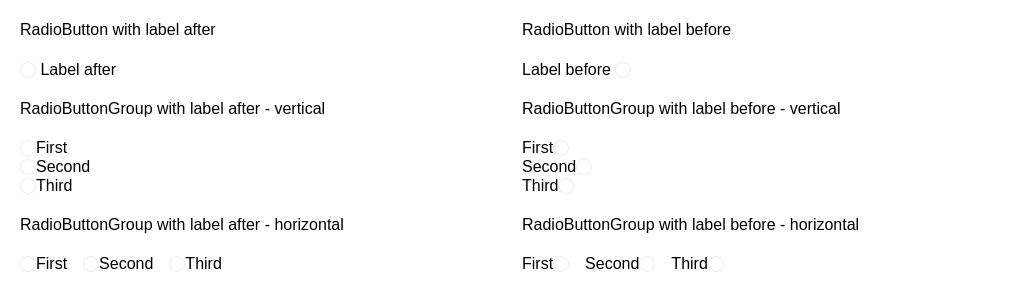 RadioButton with label after
Label after
RadioButtonGroup with label after - vertical
First
Second
Third
RadioButtonGroup with label after - horizontal
First Second Third
RadioButton with label before
Label before
RadioButtonGroup with label before - vertical
First
Second
Third
RadioButtonGroup with label before - horizontal
First Second Third